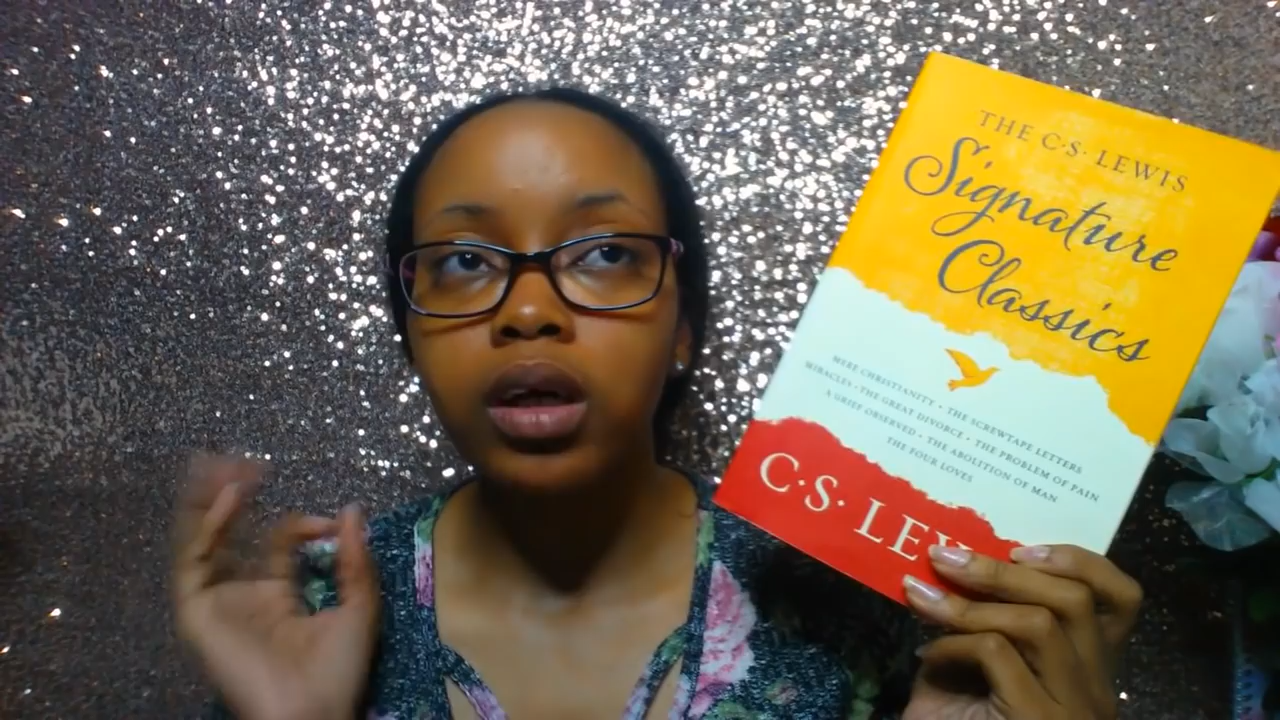 THE C·S·LEWIS
Signature
Classics
MERE CHRISTIANITY · THE SCREWTAPE LETTERS
MIRACLES · THE GREAT DIVORCE · THE PROBLEM OF PAIN
A GRIEF OBSERVED · THE ABOLITION OF MAN
THE FOUR LOVES
C·S·